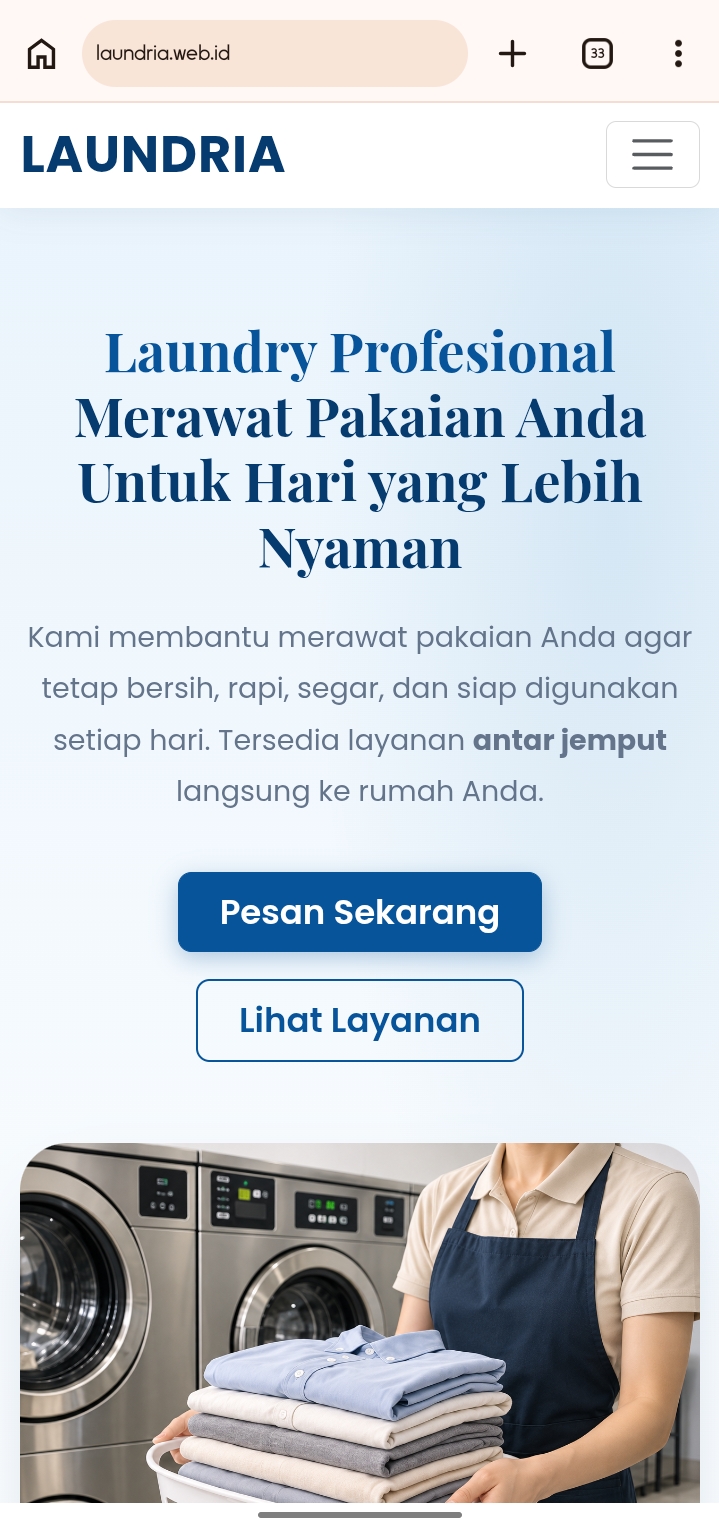 laundria.web.id
33
LAUNDRIA
Laundry Profesional
Merawat Pakaian Anda
Untuk Hari yang Lebih
Nyaman
Kami membantu merawat pakaian Anda agar
tetap bersih, rapi, segar, dan siap digunakan
setiap hari. Tersedia layanan antar jemput
langsung ke rumah Anda.
Pesan Sekarang
Lihat Layanan